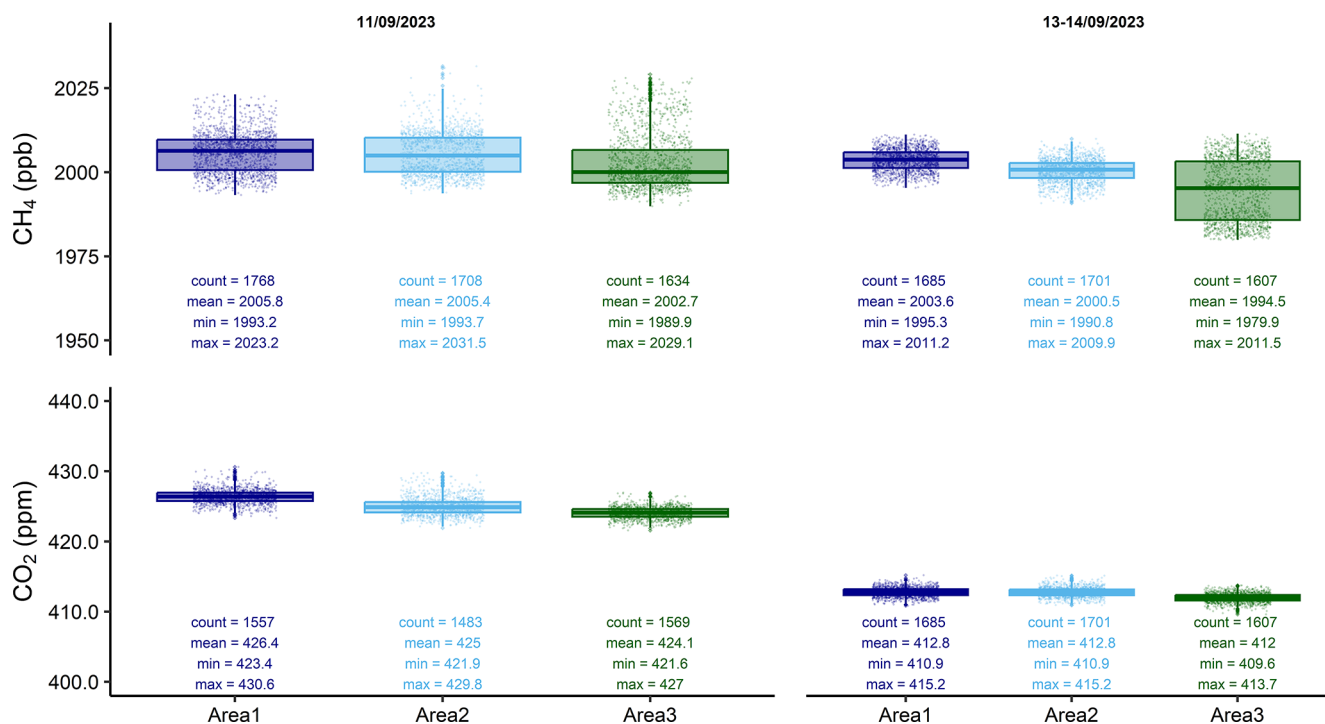 11/09/2023
13-14/09/2023
CH₄ (ppb)
2025
2000
1975
1950
count = 1768
mean = 2005.8
min = 1993.2
max = 2023.2
count = 1708
mean = 2005.4
min = 1993.7
max = 2031.5
count = 1634
mean = 2002.7
min = 1989.9
max = 2029.1
count = 1685
mean = 2003.6
min = 1995.3
max = 2011.2
count = 1701
mean = 2000.5
min = 1990.8
max = 2009.9
count = 1607
mean = 1994.5
min = 1979.9
max = 2011.5
CO₂ (ppm)
440.0
430.0
420.0
410.0
400.0
count = 1557
mean = 426.4
min = 423.4
max = 430.6
count = 1483
mean = 425
min = 421.9
max = 429.8
count = 1569
mean = 424.1
min = 421.6
max = 427
count = 1685
mean = 412.8
min = 410.9
max = 415.2
count = 1701
mean = 412.8
min = 410.9
max = 415.2
count = 1607
mean = 412
min = 409.6
max = 413.7
Area1
Area2
Area3
Area1
Area2
Area3